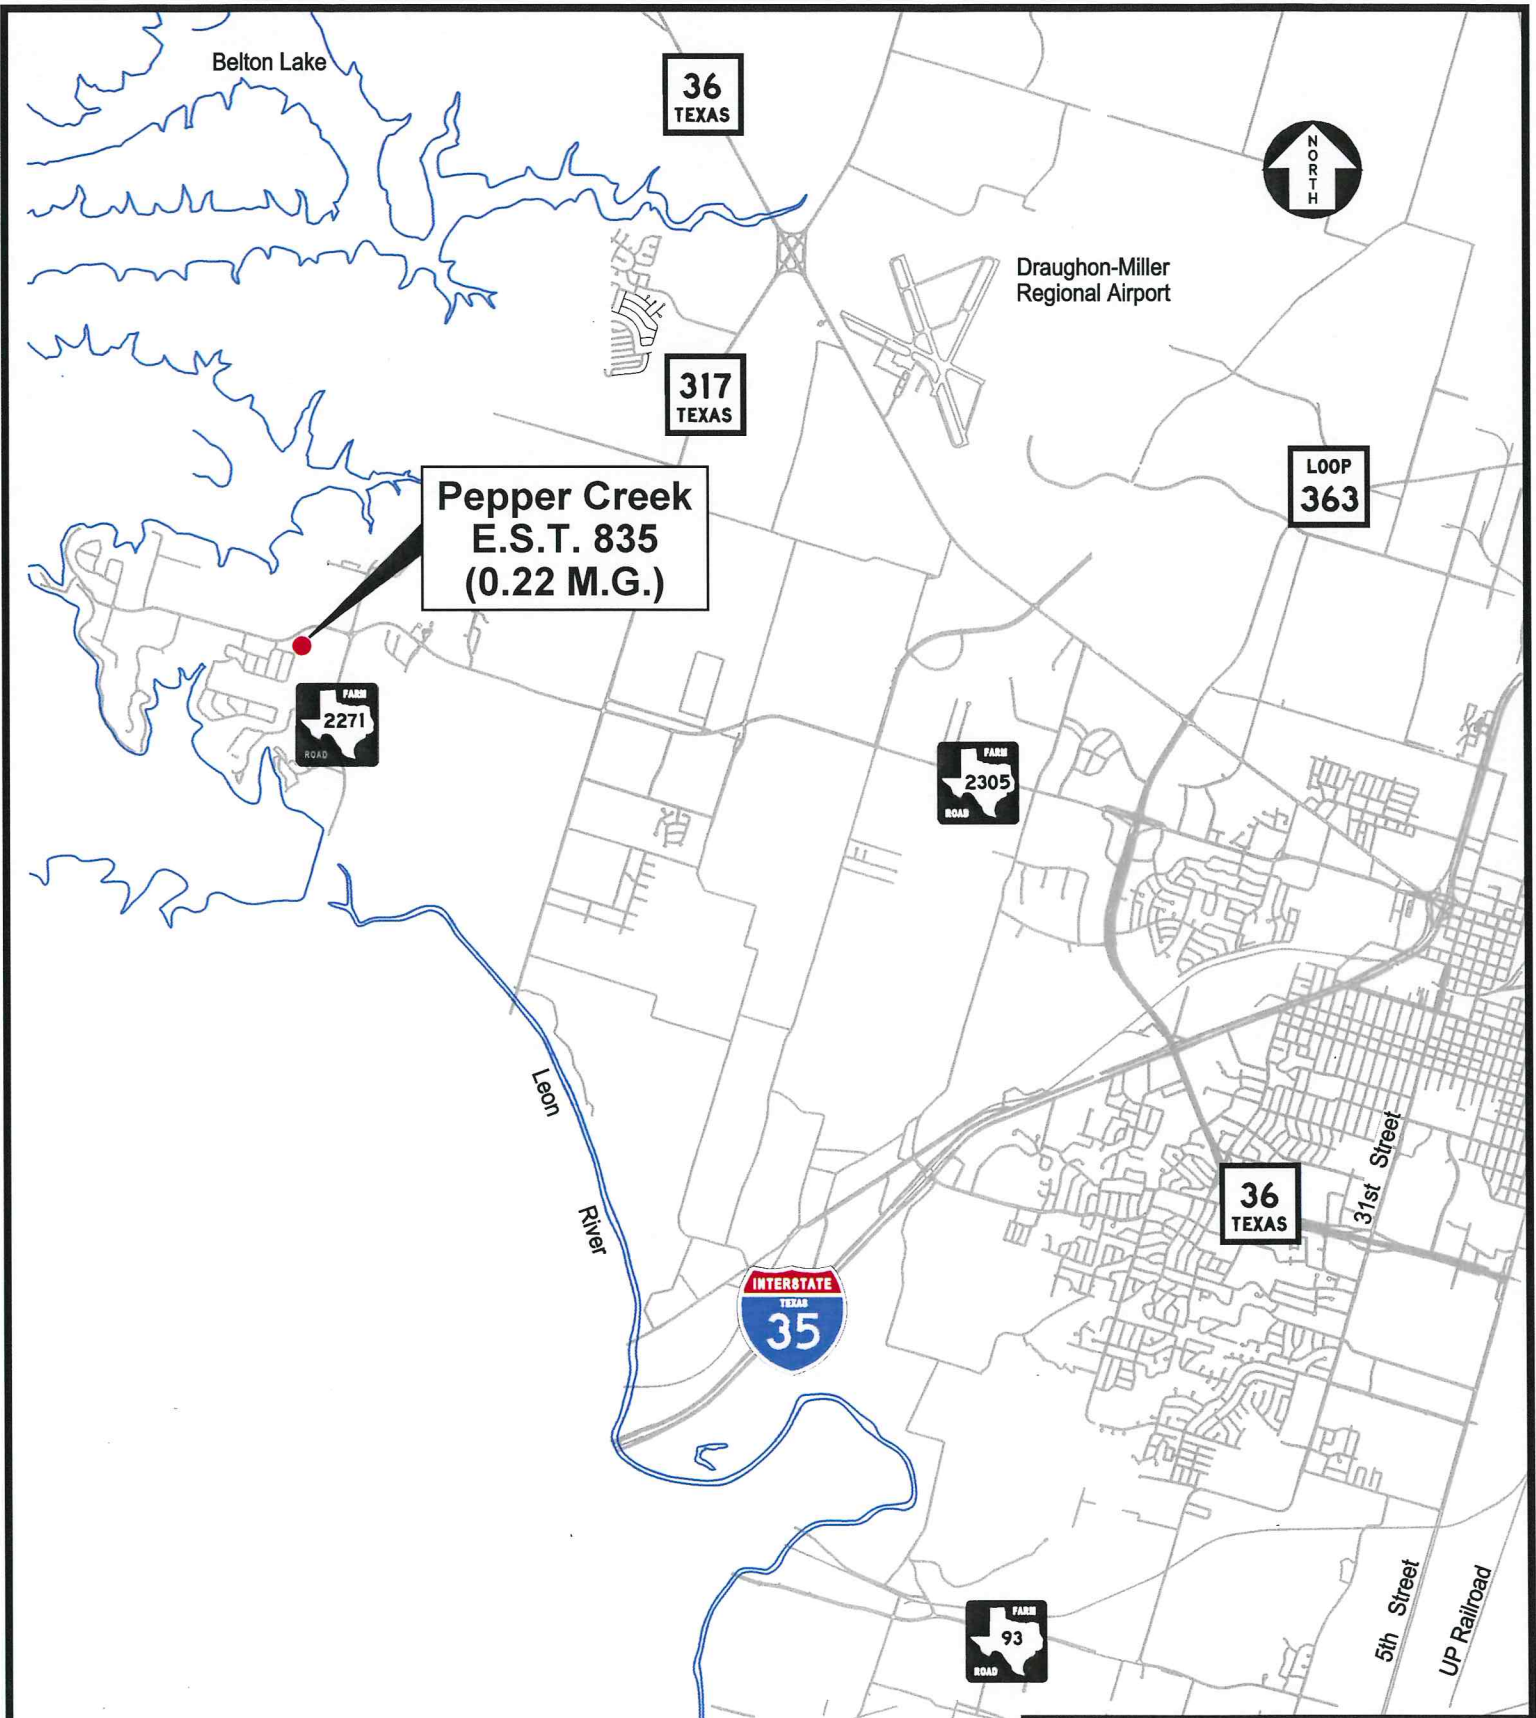 Belton Lake
36
TEXAS
NORTH
Draughon-Miller
Regional Airport
317
TEXAS
LOOP
363
Pepper Creek
E.S.T. 835
(0.22 M.G.)
FARM
2271
ROAD
FARM
2305
ROAD
Leon
River
31st Street
36
TEXAS
INTERSTATE
TEXAS
35
5th Street
UP Railroad
FARM
93
ROAD